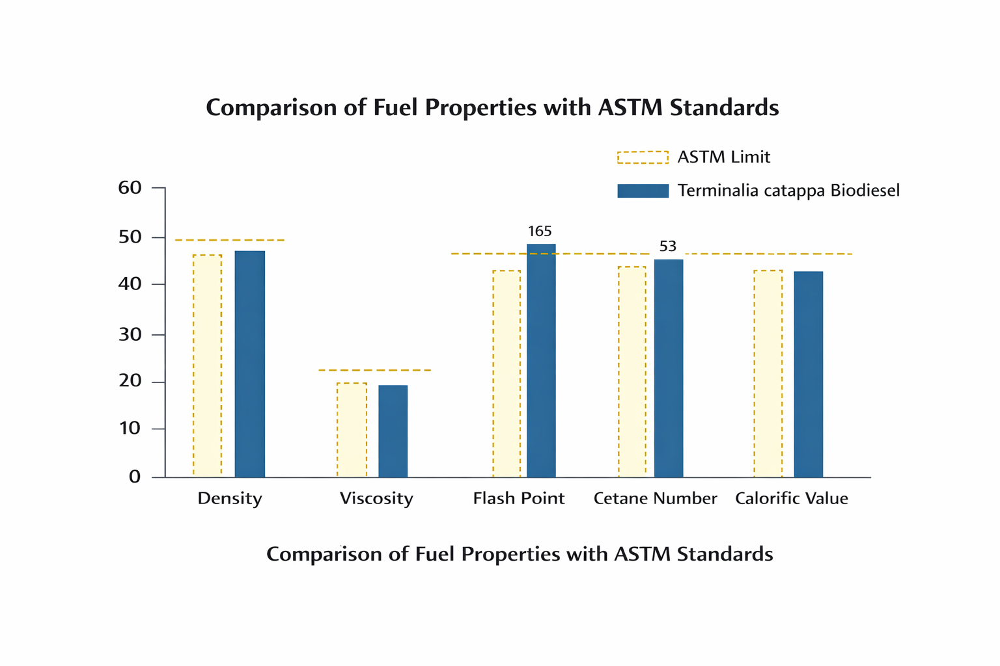 Comparison of Fuel Properties with ASTM Standards
ASTM Limit
Terminalia catappa Biodiesel
60
50
40
30
20
10
0
165
53
Density
Viscosity
Flash Point
Cetane Number
Calorific Value
Comparison of Fuel Properties with ASTM Standards